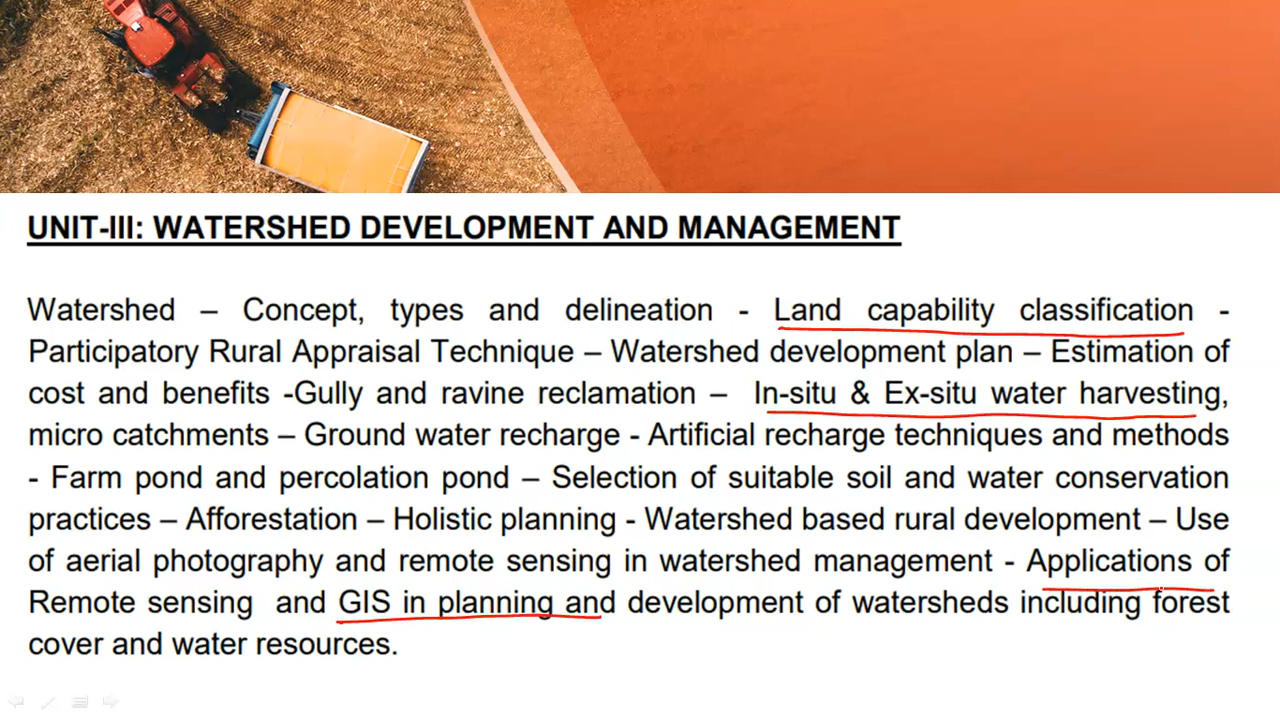 UNIT-III: WATERSHED DEVELOPMENT AND MANAGEMENT
Watershed – Concept, types and delineation - Land capability classification -
Participatory Rural Appraisal Technique – Watershed development plan – Estimation of
cost and benefits -Gully and ravine reclamation – In-situ & Ex-situ water harvesting,
micro catchments – Ground water recharge - Artificial recharge techniques and methods
- Farm pond and percolation pond – Selection of suitable soil and water conservation
practices – Afforestation – Holistic planning - Watershed based rural development – Use
of aerial photography and remote sensing in watershed management - Applications of
Remote sensing and GIS in planning and development of watersheds including forest
cover and water resources.